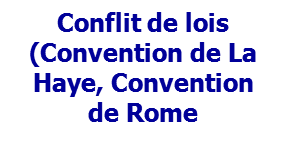 Conflit de lois
(Convention de La
Haye, Convention
de Rome